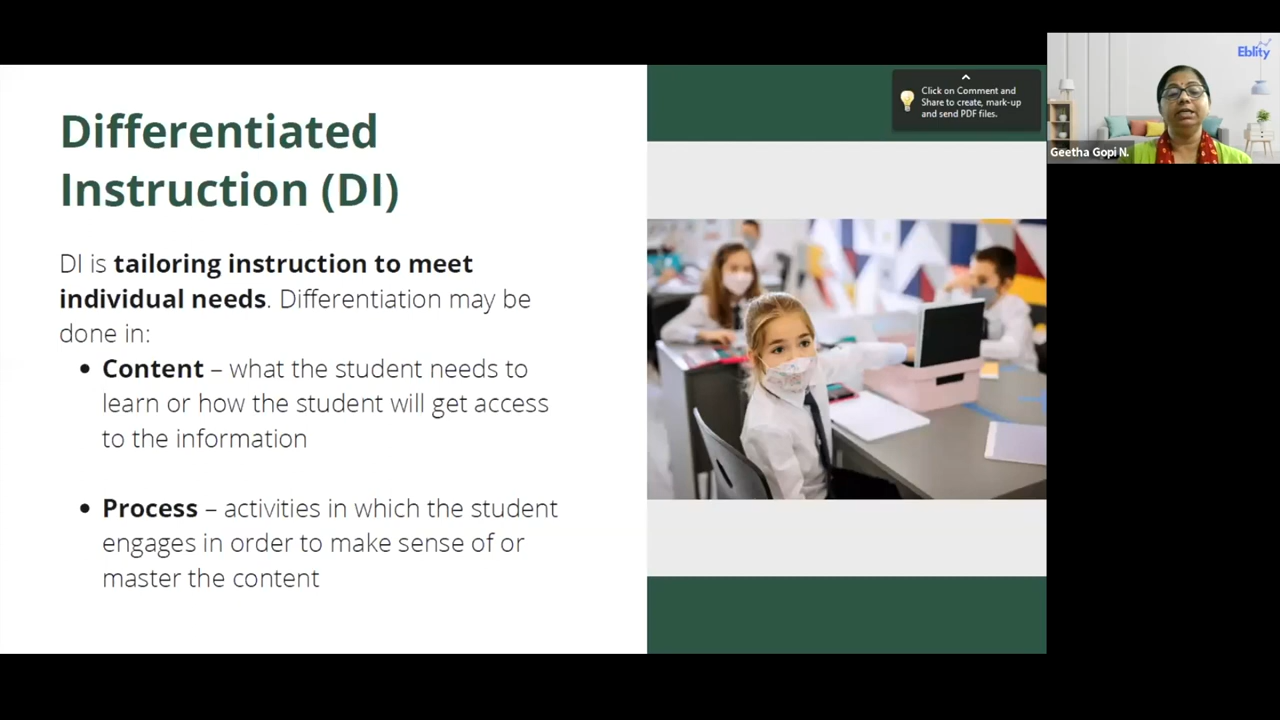 Differentiated
Instruction (DI)
DI is tailoring instruction to meet
individual needs. Differentiation may be
done in:
• Content – what the student needs to
learn or how the student will get access
to the information
• Process – activities in which the student
engages in order to make sense of or
master the content
Click on Comment and
Share to create, mark-up
and send PDF files.
Eblity
Geetha Gopi N.